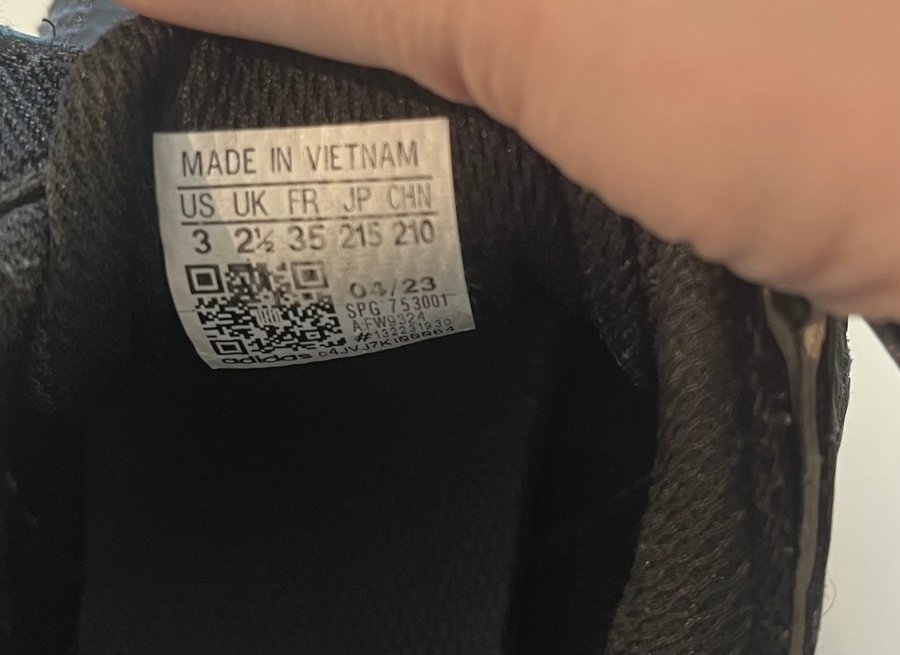 MADE IN VIETNAM
US UK FR JP CHN
3 2½ 35 215 210
04/23
SPG 753001
AFW9324
adidas